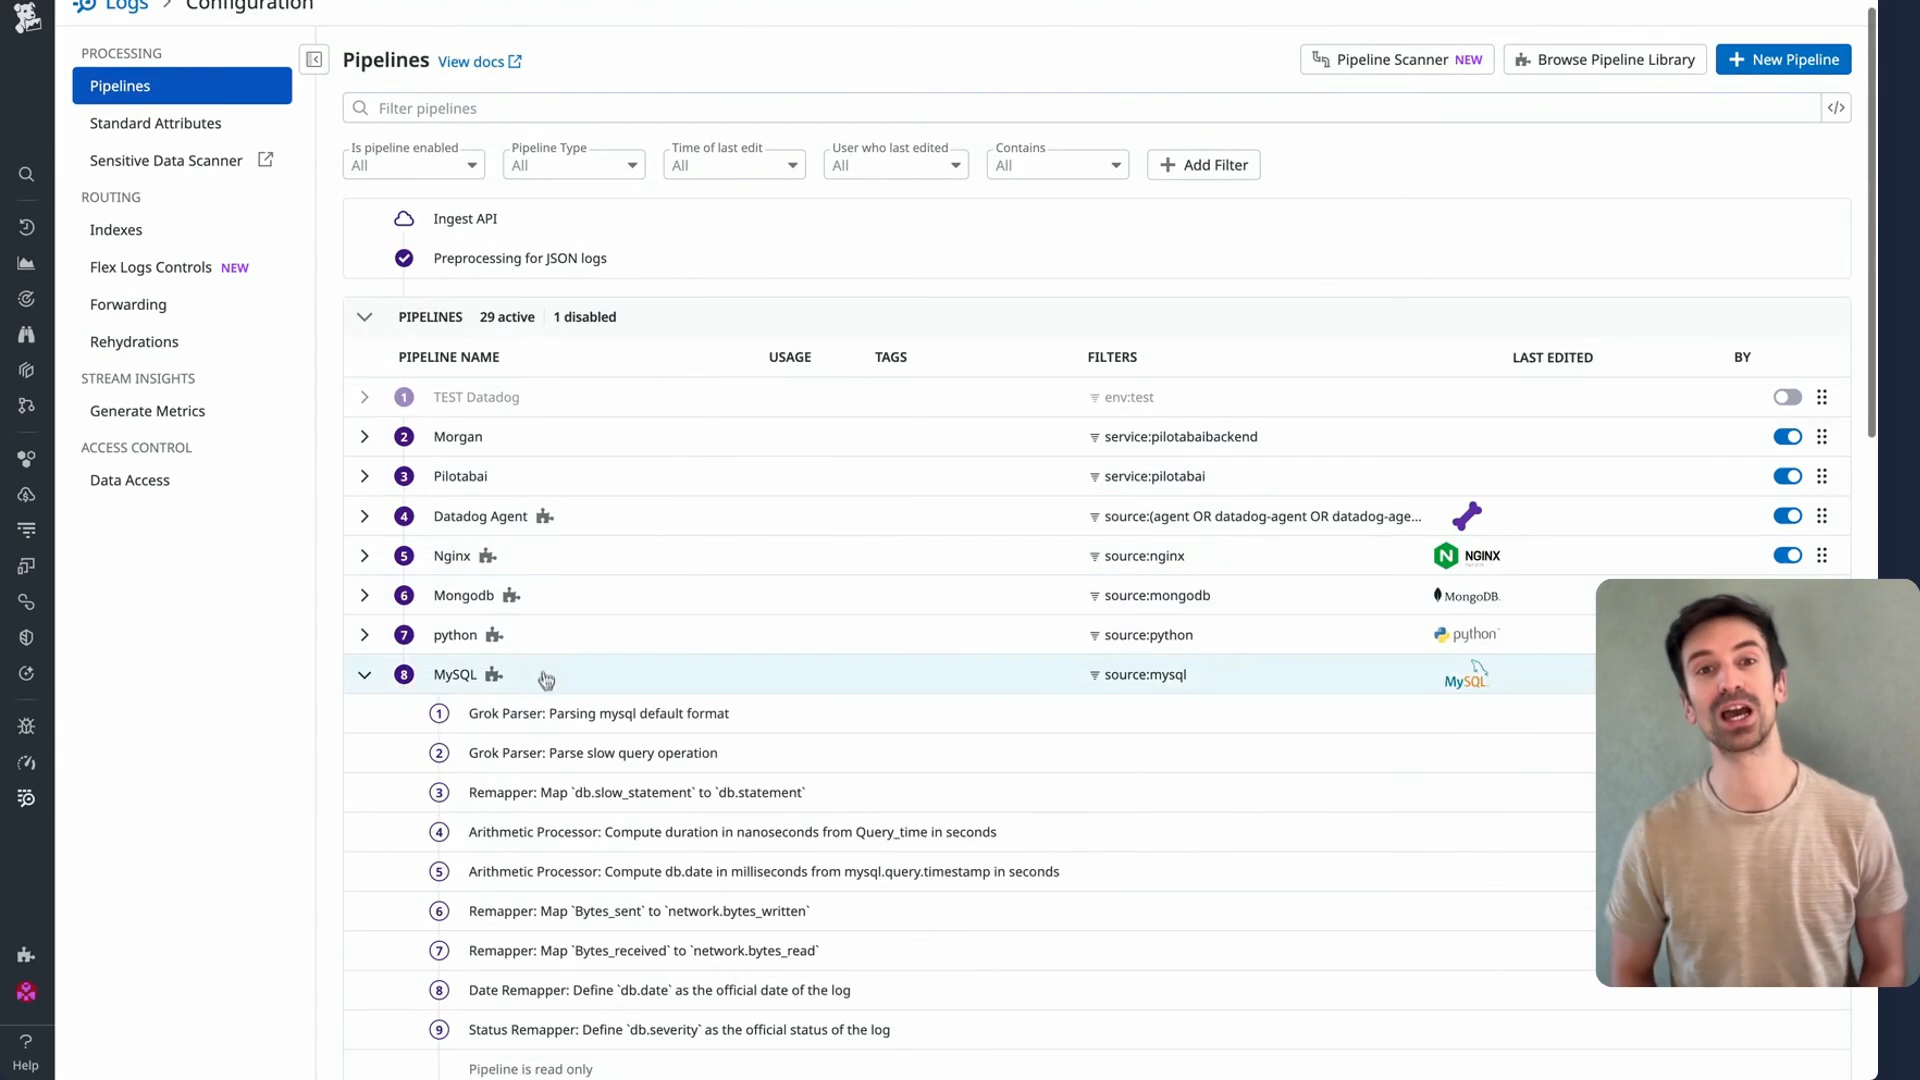 Logs > Configuration
PROCESSING
Pipelines
Standard Attributes
Sensitive Data Scanner
ROUTING
Indexes
Flex Logs Controls NEW
Forwarding
Rehydrations
STREAM INSIGHTS
Generate Metrics
ACCESS CONTROL
Data Access
Help
Pipelines View docs
Pipeline Scanner NEW
Browse Pipeline Library
+ New Pipeline
Filter pipelines
</>
Is pipeline enabled
All
Pipeline Type
All
Time of last edit
All
User who last edited
All
Contains
All
+ Add Filter
Ingest API
Preprocessing for JSON logs
PIPELINES 29 active 1 disabled
PIPELINE NAME USAGE TAGS FILTERS LAST EDITED BY
1 TEST Datadog env:test
2 Morgan service:pilotabaibackend
3 Pilotabai service:pilotabai
4 Datadog Agent source:(agent OR datadog-agent OR datadog-age...
5 Nginx source:nginx N NGINX
6 Mongodb source:mongodb MongoDB.
7 python source:python python
8 MySQL source:mysql MySQL
1 Grok Parser: Parsing mysql default format
2 Grok Parser: Parse slow query operation
3 Remapper: Map `db.slow_statement` to `db.statement`
4 Arithmetic Processor: Compute duration in nanoseconds from Query_time in seconds
5 Arithmetic Processor: Compute db.date in milliseconds from mysql.query.timestamp in seconds
6 Remapper: Map `Bytes_sent` to `network.bytes_written`
7 Remapper: Map `Bytes_received` to `network.bytes_read`
8 Date Remapper: Define `db.date` as the official date of the log
9 Status Remapper: Define `db.severity` as the official status of the log
Pipeline is read only